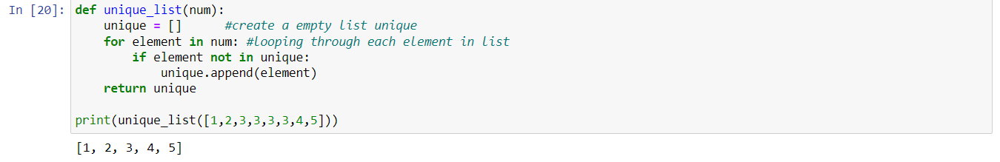 In [20]: def unique_list(num):
    unique = []      #create a empty list unique
    for element in num: #looping through each element in list
        if element not in unique:
            unique.append(element)
    return unique
print(unique_list([1,2,3,3,3,3,4,5]))
[1, 2, 3, 4, 5]